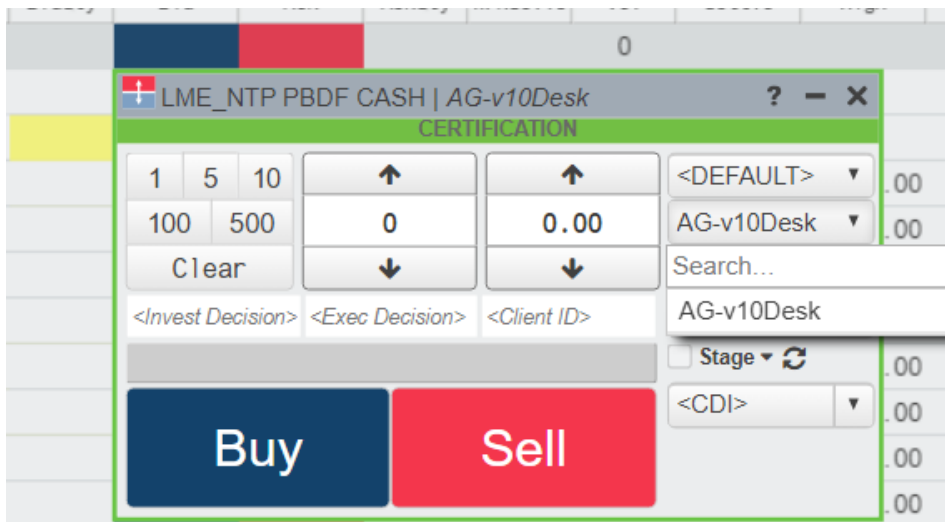 0
LME_NTP PBDF CASH | AG-v10Desk ? − ×
CERTIFICATION
1 5 10 <DEFAULT> ▼
.00
100 500 0 0.00 AG-v10Desk ▼
.00
Clear Search...
<Invest Decision> <Exec Decision> <Client ID> AG-v10Desk
Stage
.00
<CDI> ▼
.00
Buy Sell
.00
.00